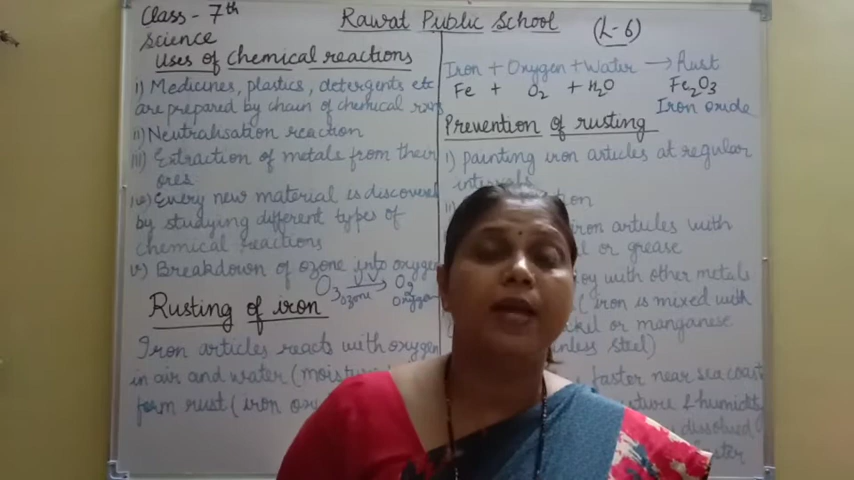 Class - 7th
Science
Rawat Public School
(L-6)
Uses of Chemical reactions
i) Medicines, plastics, detergents etc
are prepared by chain of chemical rxns
ii) Neutralisation reaction
iii) Extraction of metals from their
ores
iv) Every new material is discovered
by studying different types of
chemical reactions
v) Breakdown of ozone into oxygen
O3 → O2
ozone oxygen
Rusting of iron
Iron articles reacts with oxygen
in air and water (moisture
form rust (iron
Iron + Oxygen + Water → Rust
Fe + O2 + H2O Fe2O3
Iron oxide
Prevention of rusting
i) painting iron articles at regular
intervals
iron articles with
or grease
with other metals
(iron is mixed with
or manganese
steel)
faster near sea coast
& humidity
dissolved